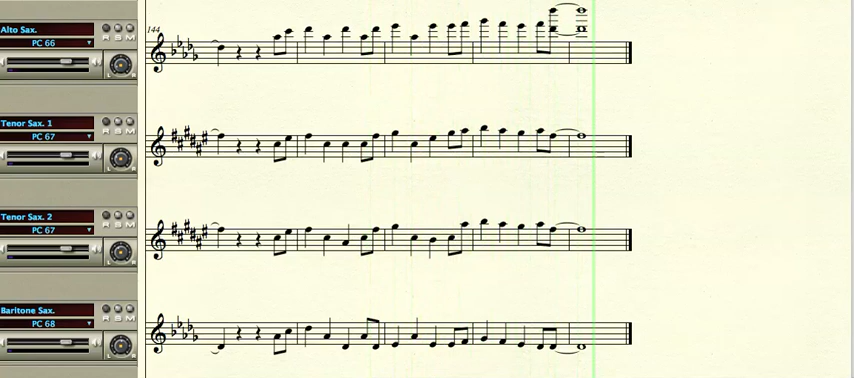 144
Alto Sax.
PC 66
R S M
L R
Tenor Sax. 1
PC 67
R S M
L R
Tenor Sax. 2
PC 67
R S M
L R
Baritone Sax.
PC 68
R S M
L R